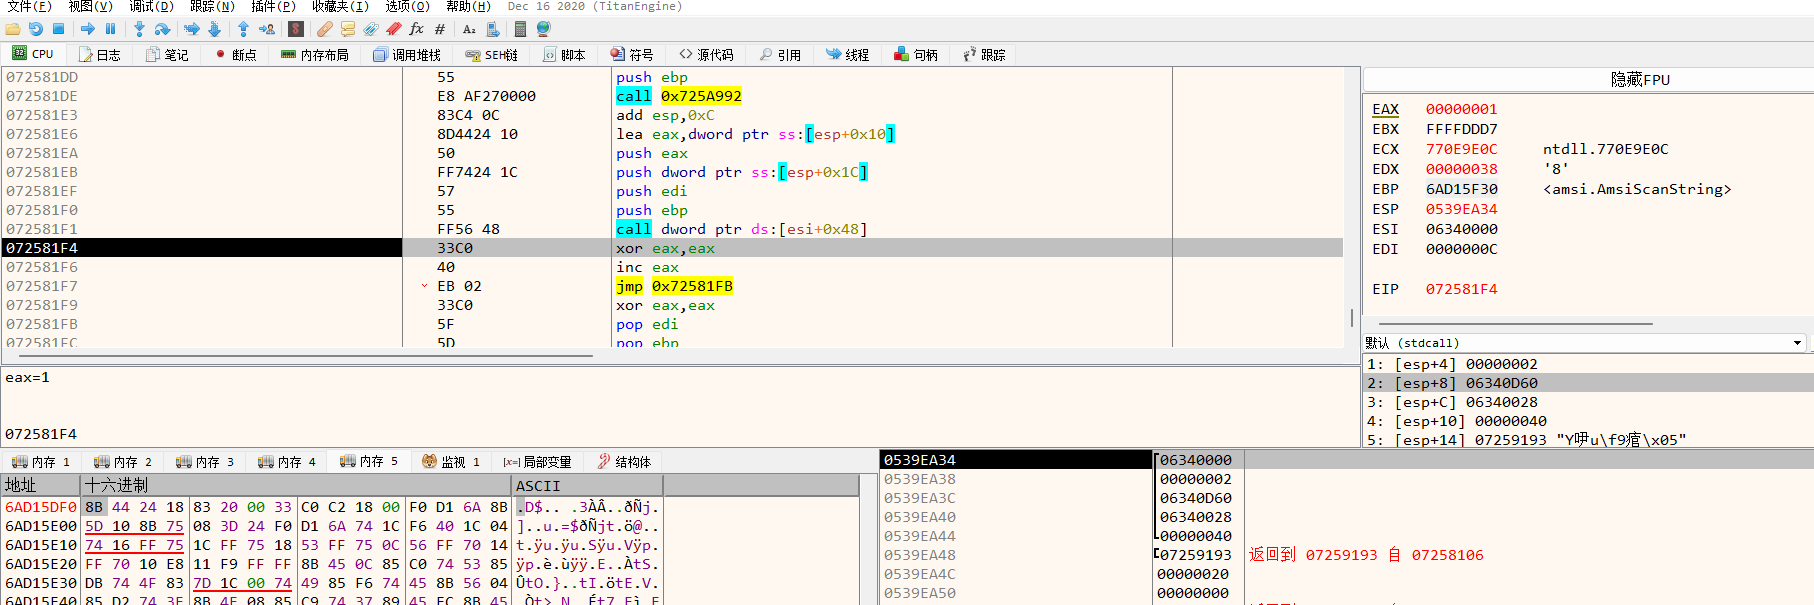 文件(F) 视图(V) 调试(D) 跟踪(N) 插件(P) 收藏夹(I) 选项(O) 帮助(H) Dec 16 2020 (TitanEngine)
CPU 日志 笔记 断点 内存布局 调用堆栈 SEH链 脚本 符号 源代码 引用 线程 句柄 跟踪
072581DD 55 push ebp
072581DE E8 AF270000 call 0x725A992
072581E3 83C4 0C add esp,0xC
072581E6 8D4424 10 lea eax,dword ptr ss:[esp+0x10]
072581EA 50 push eax
072581EB FF7424 1C push dword ptr ss:[esp+0x1C]
072581EF 57 push edi
072581F0 55 push ebp
072581F1 FF56 48 call dword ptr ds:[esi+0x48]
072581F4 33C0 xor eax,eax
072581F6 40 inc eax
072581F7 EB 02 jmp 0x72581FB
072581F9 33C0 xor eax,eax
072581FB 5F pop edi
072581FC 5D pop ebp
隐藏FPU
EAX 00000001
EBX FFFFDDD7
ECX 770E9E0C ntdll.770E9E0C
EDX 00000038 '8'
EBP 6AD15F30 <amsi.AmsiScanString>
ESP 0539EA34
ESI 06340000
EDI 0000000C
EIP 072581F4
默认 (stdcall)
1: [esp+4] 00000002
2: [esp+8] 06340D60
3: [esp+C] 06340028
4: [esp+10] 00000040
5: [esp+14] 07259193 "Y吚u\f9痯\x05"
eax=1
072581F4
内存 1 内存 2 内存 3 内存 4 内存 5 监视 1 [x=] 局部变量 结构体
地址 十六进制 ASCII
6AD15DF0 8B 44 24 18 83 20 00 33 C0 C2 18 00 F0 D1 6A 8B .D$.. .3ÀÂ..ðÑj.
6AD15E00 5D 10 8B 75 08 3D 24 F0 D1 6A 74 1C F6 40 1C 04 ]..u.=$ðÑjt.ö@..
6AD15E10 74 16 FF 75 1C FF 75 18 53 FF 75 0C 56 FF 70 14 t.ÿu.ÿu.Sÿu.Vÿp.
6AD15E20 FF 70 10 E8 11 F9 FF FF 8B 45 0C 85 C0 74 53 85 ÿp.è.ùÿÿ.E..ÀtS.
6AD15E30 DB 74 4F 83 7D 1C 00 74 49 85 F6 74 45 8B 56 04 ÛtO.}..tI.ötE.V.
6AD15E40 85 D2 74 3E 8B 4E 08 85 C9 74 37 89 45 FC 8B 45
0539EA34 06340000
0539EA38 00000002
0539EA3C 06340D60
0539EA40 06340028
0539EA44 00000040
0539EA48 07259193 返回到 07259193 自 07258106
0539EA4C 00000020
0539EA50 00000000